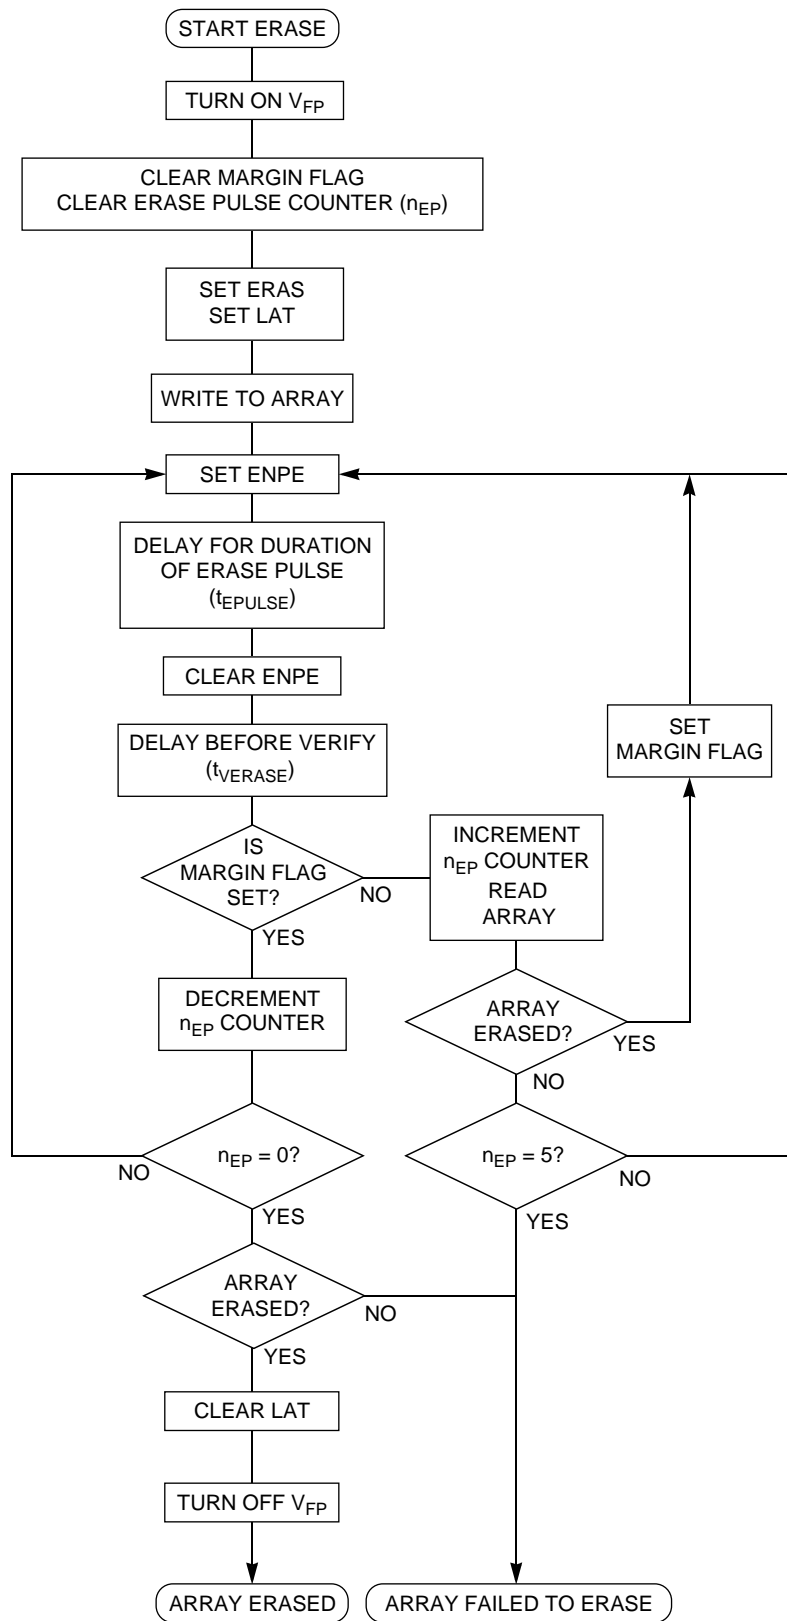 START ERASE
TURN ON VFP
CLEAR MARGIN FLAG
CLEAR ERASE PULSE COUNTER (nEP)
SET ERAS
SET LAT
WRITE TO ARRAY
SET ENPE
DELAY FOR DURATION
OF ERASE PULSE
(tEPULSE)
CLEAR ENPE
DELAY BEFORE VERIFY
(tVERASE)
SET
MARGIN FLAG
IS
MARGIN FLAG
SET?
NO
YES
INCREMENT
nEP COUNTER
READ
ARRAY
DECREMENT
nEP COUNTER
ARRAY
ERASED?
YES
NO
nEP = 0?
NO
YES
nEP = 5?
NO
YES
ARRAY
ERASED?
NO
YES
CLEAR LAT
TURN OFF VFP
ARRAY ERASED
ARRAY FAILED TO ERASE